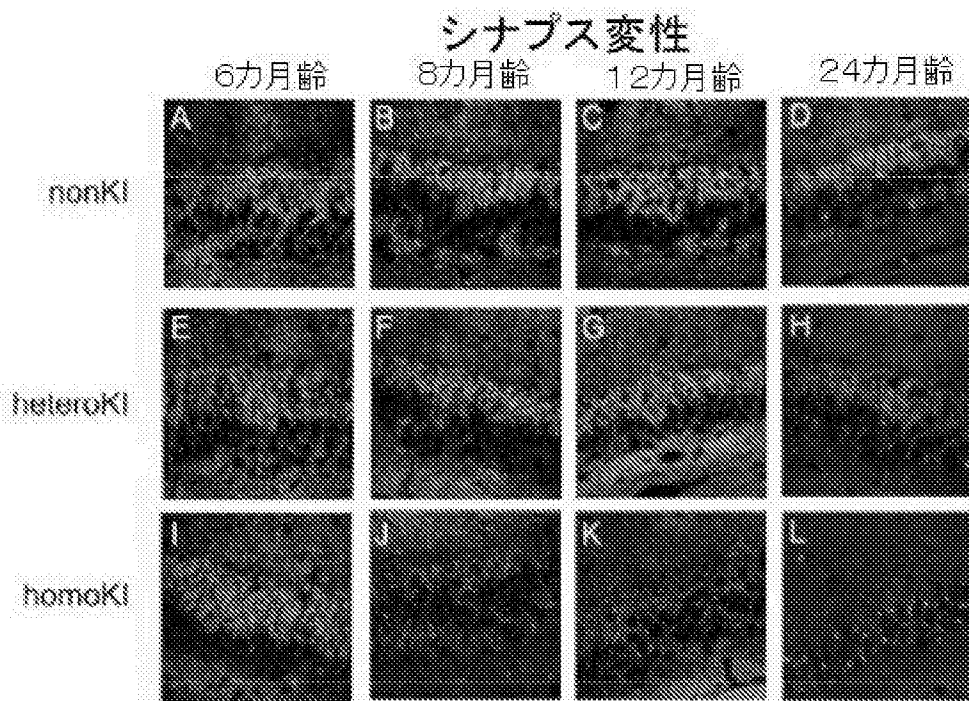 シナプス変性
6カ月齢 8カ月齢 12カ月齢 24カ月齢
A B C D
nonKI
E F G H
heteroKI
I J K L
homoKI